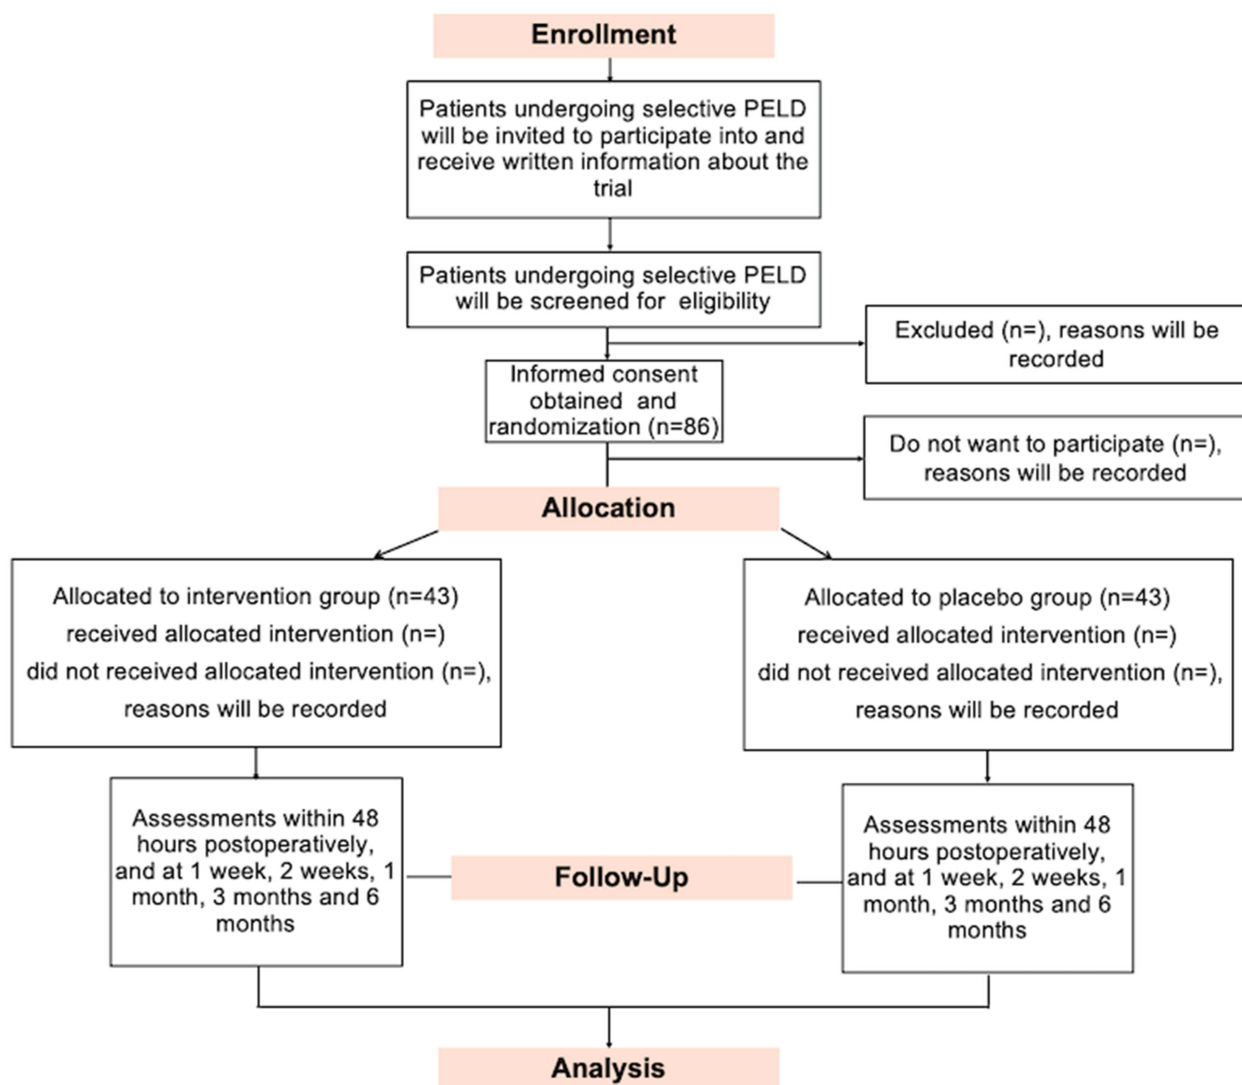 Enrollment
Patients undergoing selective PELD
will be invited to participate into and
receive written information about the
trial
Patients undergoing selective PELD
will be screened for eligibility
Excluded (n=), reasons will be
recorded
Informed consent
obtained and
randomization (n=86)
Do not want to participate (n=),
reasons will be recorded
Allocation
Allocated to intervention group (n=43)
received allocated intervention (n=)
did not received allocated intervention (n=),
reasons will be recorded
Allocated to placebo group (n=43)
received allocated intervention (n=)
did not received allocated intervention (n=),
reasons will be recorded
Assessments within 48
hours postoperatively,
and at 1 week, 2 weeks, 1
month, 3 months and 6
months
Follow-Up
Assessments within 48
hours postoperatively,
and at 1 week, 2 weeks, 1
month, 3 months and 6
months
Analysis